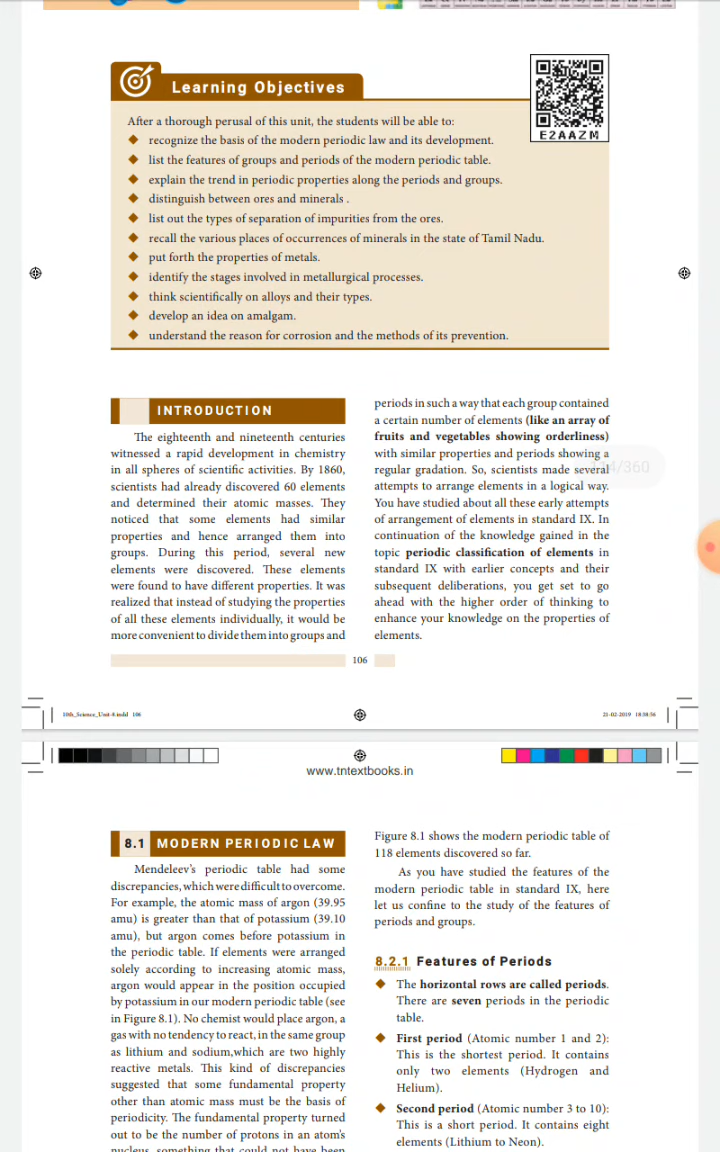 Learning Objectives
E2AAZM
After a thorough perusal of this unit, the students will be able to:
recognize the basis of the modern periodic law and its development.
list the features of groups and periods of the modern periodic table.
explain the trend in periodic properties along the periods and groups.
distinguish between ores and minerals .
list out the types of separation of impurities from the ores.
recall the various places of occurrences of minerals in the state of Tamil Nadu.
put forth the properties of metals.
identify the stages involved in metallurgical processes.
think scientifically on alloys and their types.
develop an idea on amalgam.
understand the reason for corrosion and the methods of its prevention.
INTRODUCTION
The eighteenth and nineteenth centuries
witnessed a rapid development in chemistry
in all spheres of scientific activities. By 1860,
scientists had already discovered 60 elements
and determined their atomic masses. They
noticed that some elements had similar
properties and hence arranged them into
groups. During this period, several new
elements were discovered. These elements
were found to have different properties. It was
realized that instead of studying the properties
of all these elements individually, it would be
more convenient to divide them into groups and
periods in such a way that each group contained
a certain number of elements (like an array of
fruits and vegetables showing orderliness)
with similar properties and periods showing a
regular gradation. So, scientists made several
attempts to arrange elements in a logical way.
You have studied about all these early attempts
of arrangement of elements in standard IX. In
continuation of the knowledge gained in the
topic periodic classification of elements in
standard IX with earlier concepts and their
subsequent deliberations, you get set to go
ahead with the higher order of thinking to
enhance your knowledge on the properties of
elements.
/360
106
10th_Science_Unit-8.indd 106
21-02-2019 18:38:56
www.tntextbooks.in
8.1 MODERN PERIODIC LAW
Mendeleev's periodic table had some
discrepancies, which were difficult to overcome.
For example, the atomic mass of argon (39.95
amu) is greater than that of potassium (39.10
amu), but argon comes before potassium in
the periodic table. If elements were arranged
solely according to increasing atomic mass,
argon would appear in the position occupied
by potassium in our modern periodic table (see
in Figure 8.1). No chemist would place argon, a
gas with no tendency to react, in the same group
as lithium and sodium,which are two highly
reactive metals. This kind of discrepancies
suggested that some fundamental property
other than atomic mass must be the basis of
periodicity. The fundamental property turned
out to be the number of protons in an atom's
nucleus, something that could not have been
Figure 8.1 shows the modern periodic table of
118 elements discovered so far.
As you have studied the features of the
modern periodic table in standard IX, here
let us confine to the study of the features of
periods and groups.
8.2.1 Features of Periods
The horizontal rows are called periods.
There are seven periods in the periodic
table.
First period (Atomic number 1 and 2):
This is the shortest period. It contains
only two elements (Hydrogen and
Helium).
Second period (Atomic number 3 to 10):
This is a short period. It contains eight
elements (Lithium to Neon).